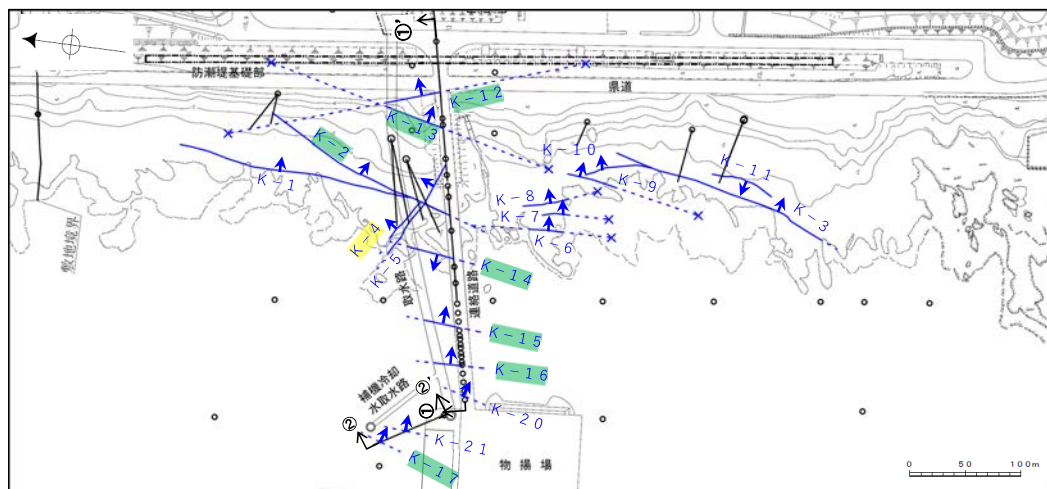 ①'
防潮堤基礎部
県道
K-12
K-13
K-2
K-10
K-11
K-1
K-9
K-8
K-7
K-3
K-4
K-6
敷地境界
K-5
取水路
K-14
連絡道路
K-15
K-16
補機冷却
水取水路
②'
①
K-20
②
K-21
K-17
物揚場
0 50 100m